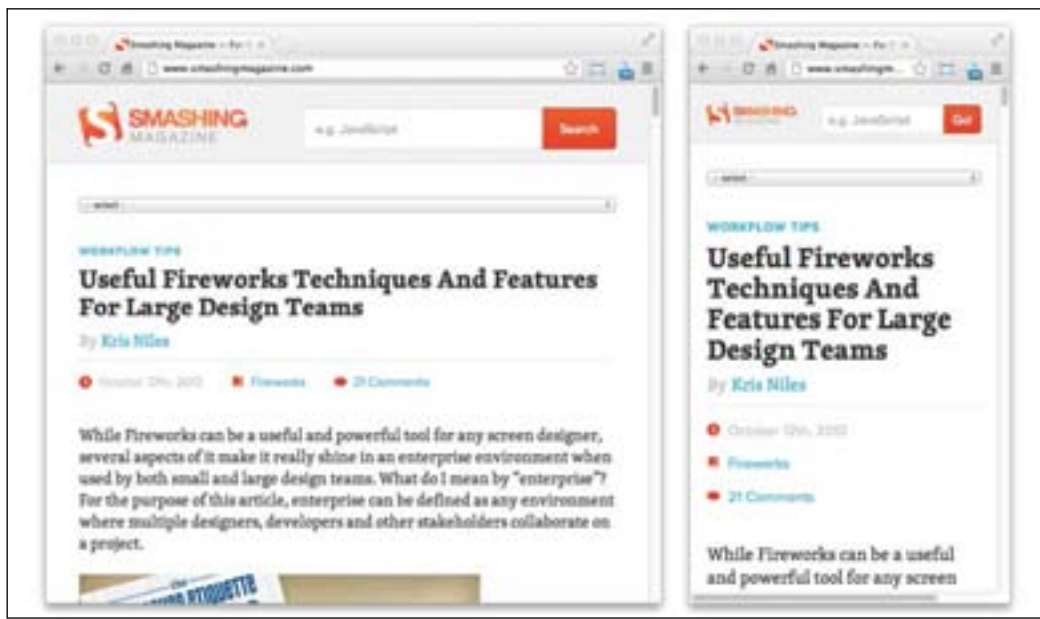 Smashing Magazine — For
www.smashingmagazine.com
SMASHING
MAGAZINE
e.g. JavaScript
Search
WORKFLOW TIPS
Useful Fireworks Techniques And Features
For Large Design Teams
By Kris Niles
October 12th, 2012
Fireworks
21 Comments
While Fireworks can be a useful and powerful tool for any screen designer,
several aspects of it make it really shine in an enterprise environment when
used by both small and large design teams. What do I mean by "enterprise"?
For the purpose of this article, enterprise can be defined as any environment
where multiple designers, developers and other stakeholders collaborate on
a project.
ETIQUETTE
Smashing Magazine — For
www.smashingm...
SMASHING
e.g. JavaScript
Go!
WORKFLOW TIPS
Useful Fireworks
Techniques And
Features For Large
Design Teams
By Kris Niles
October 12th, 2012
Fireworks
21 Comments
While Fireworks can be a useful
and powerful tool for any screen